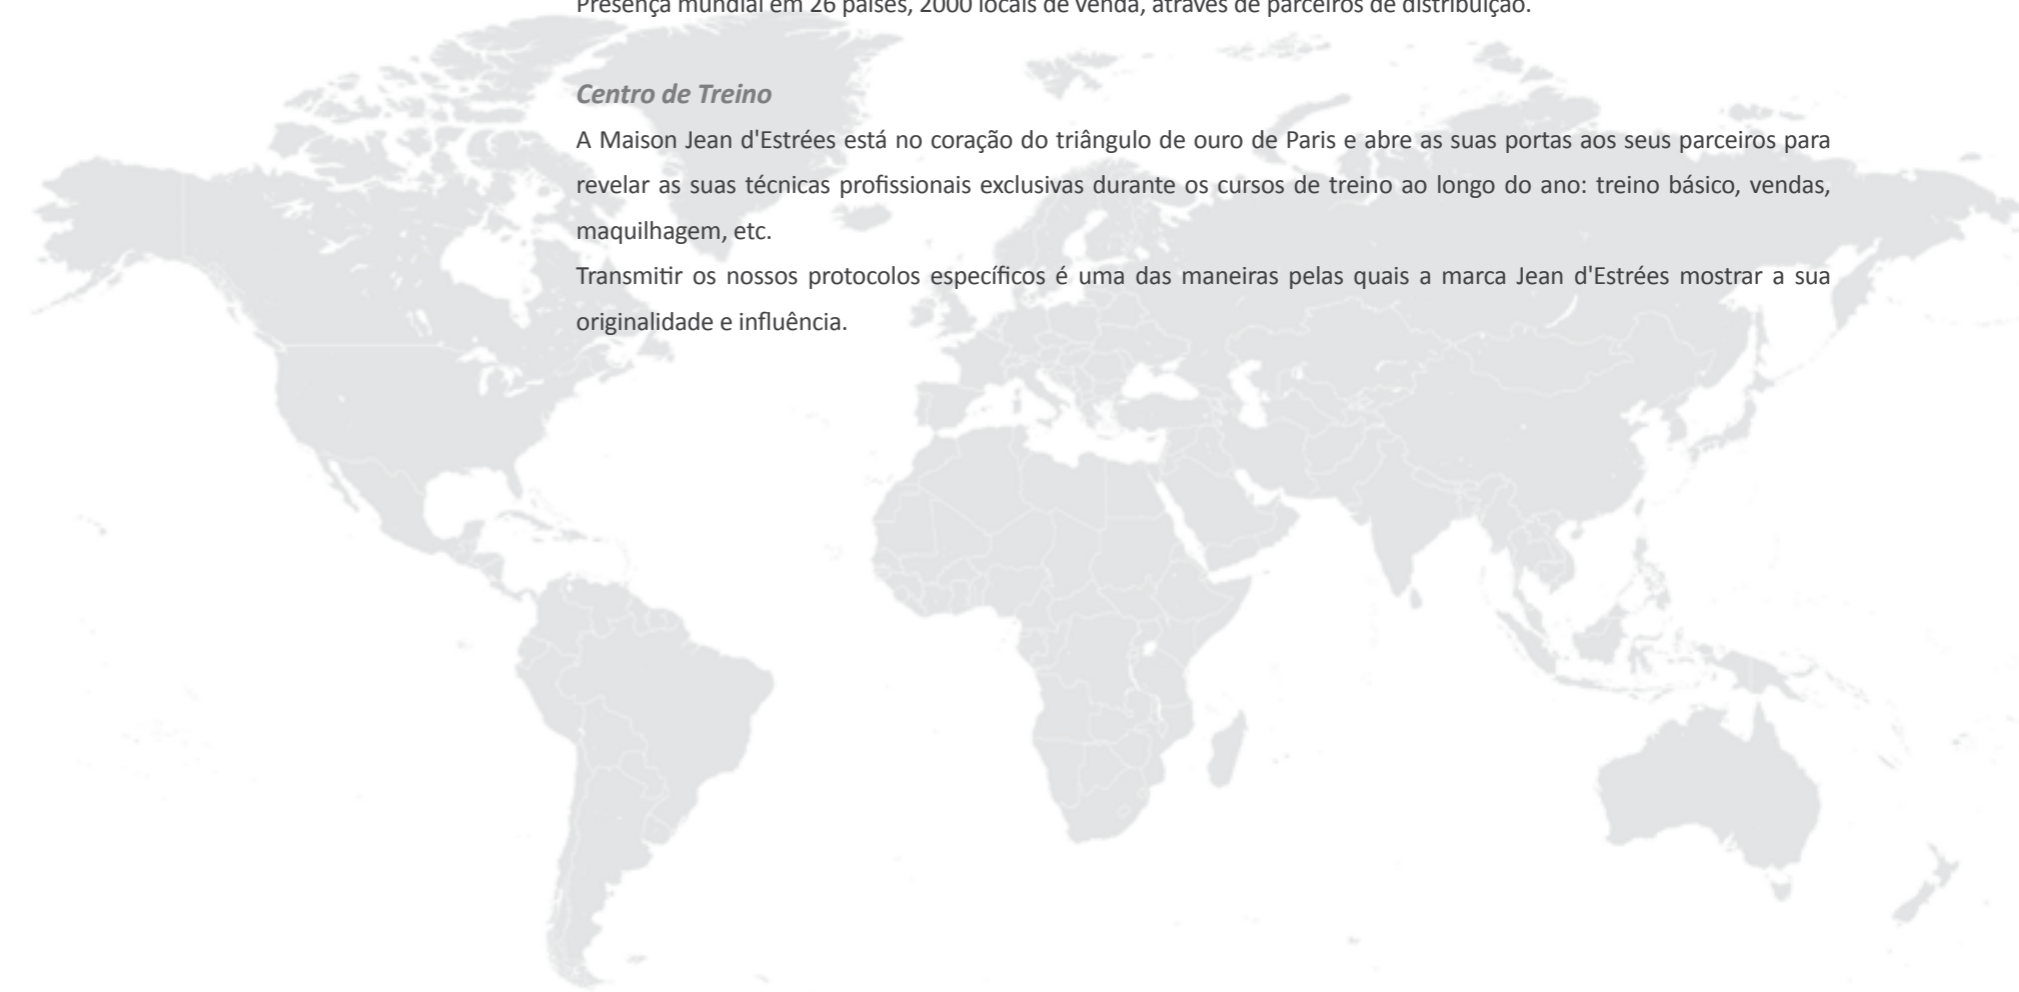 Presença mundial em 26 países, 2000 locais de venda, através de parceiros de distribuição.
Centro de Treino
A Maison Jean d'Estrées está no coração do triângulo de ouro de Paris e abre as suas portas aos seus parceiros para
revelar as suas técnicas profissionais exclusivas durante os cursos de treino ao longo do ano: treino básico, vendas,
maquilhagem, etc.
Transmitir os nossos protocolos específicos é uma das maneiras pelas quais a marca Jean d'Estrées mostrar a sua
originalidade e influência.